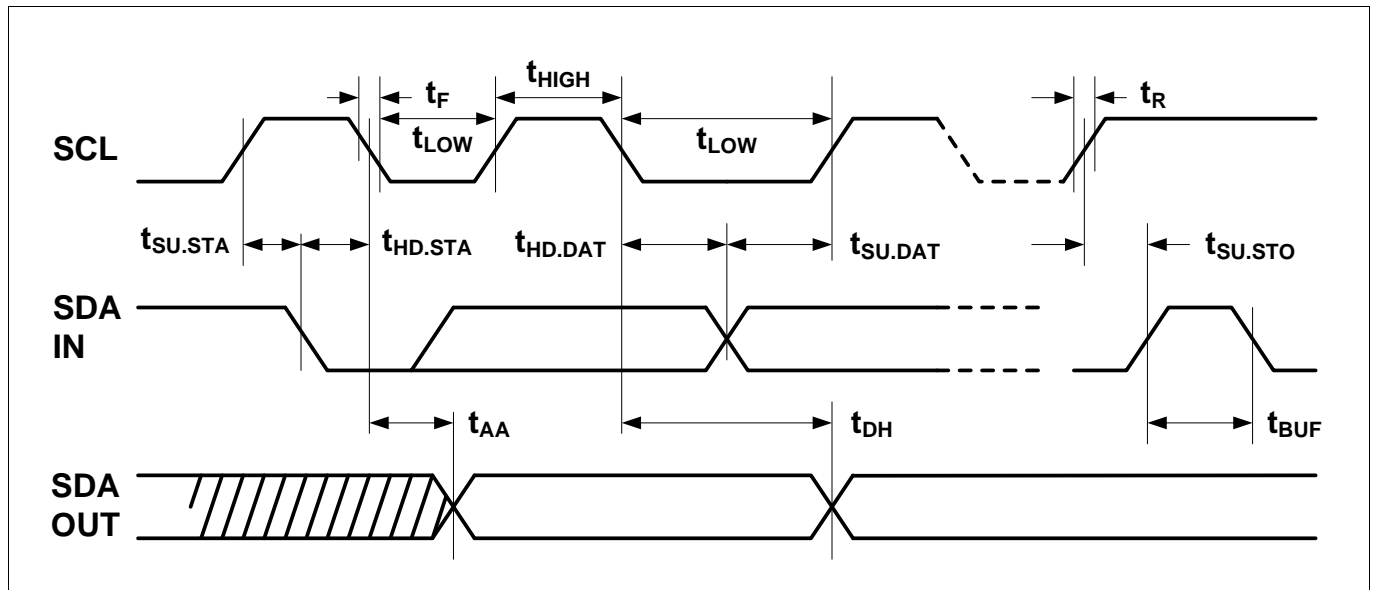 tHIGH
tF
tR
SCL
tLOW
tLOW
tSU.STA
tHD.STA
tHD.DAT
tSU.DAT
tSU.STO
SDA
IN
tAA
tDH
tBUF
SDA
OUT